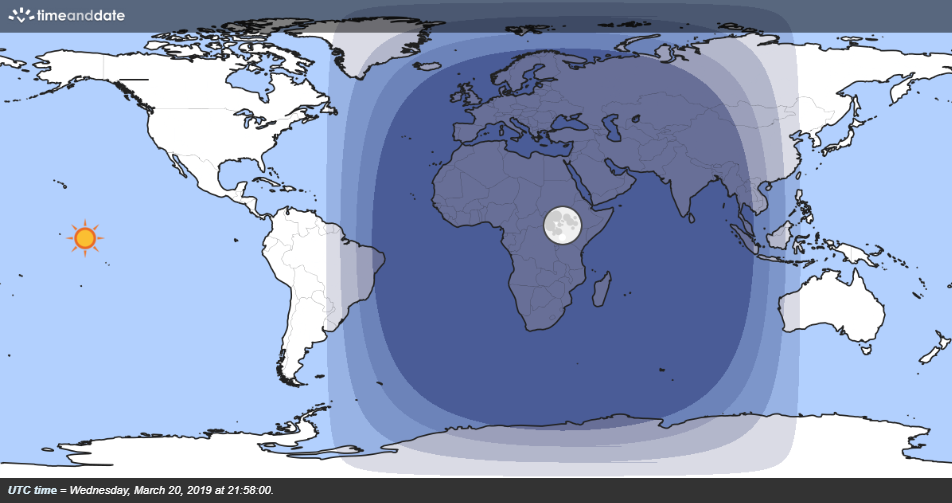 timeanddate
UTC time = Wednesday, March 20, 2019 at 21:58:00.